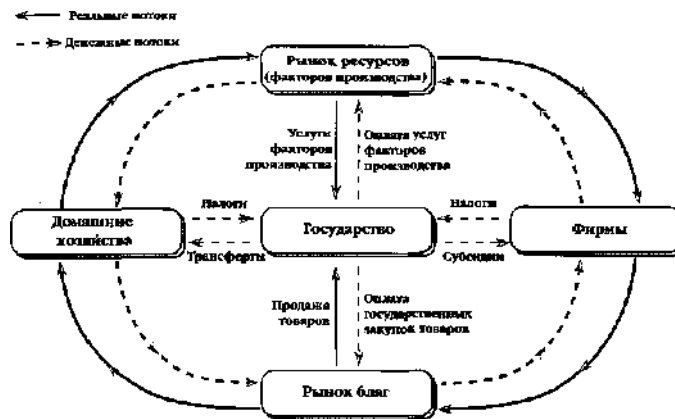 Реальные потоки
Денежные потоки
Рынок ресурсов
(факторов производства)
Услуги
факторов
производства
Оплата услуг
факторов
производства
Налоги
Налоги
Домашние
хозяйства
Государство
Фирмы
Трансферты
Субсидии
Продажа
товаров
Оплата
государственных
закупок товаров
Рынок благ